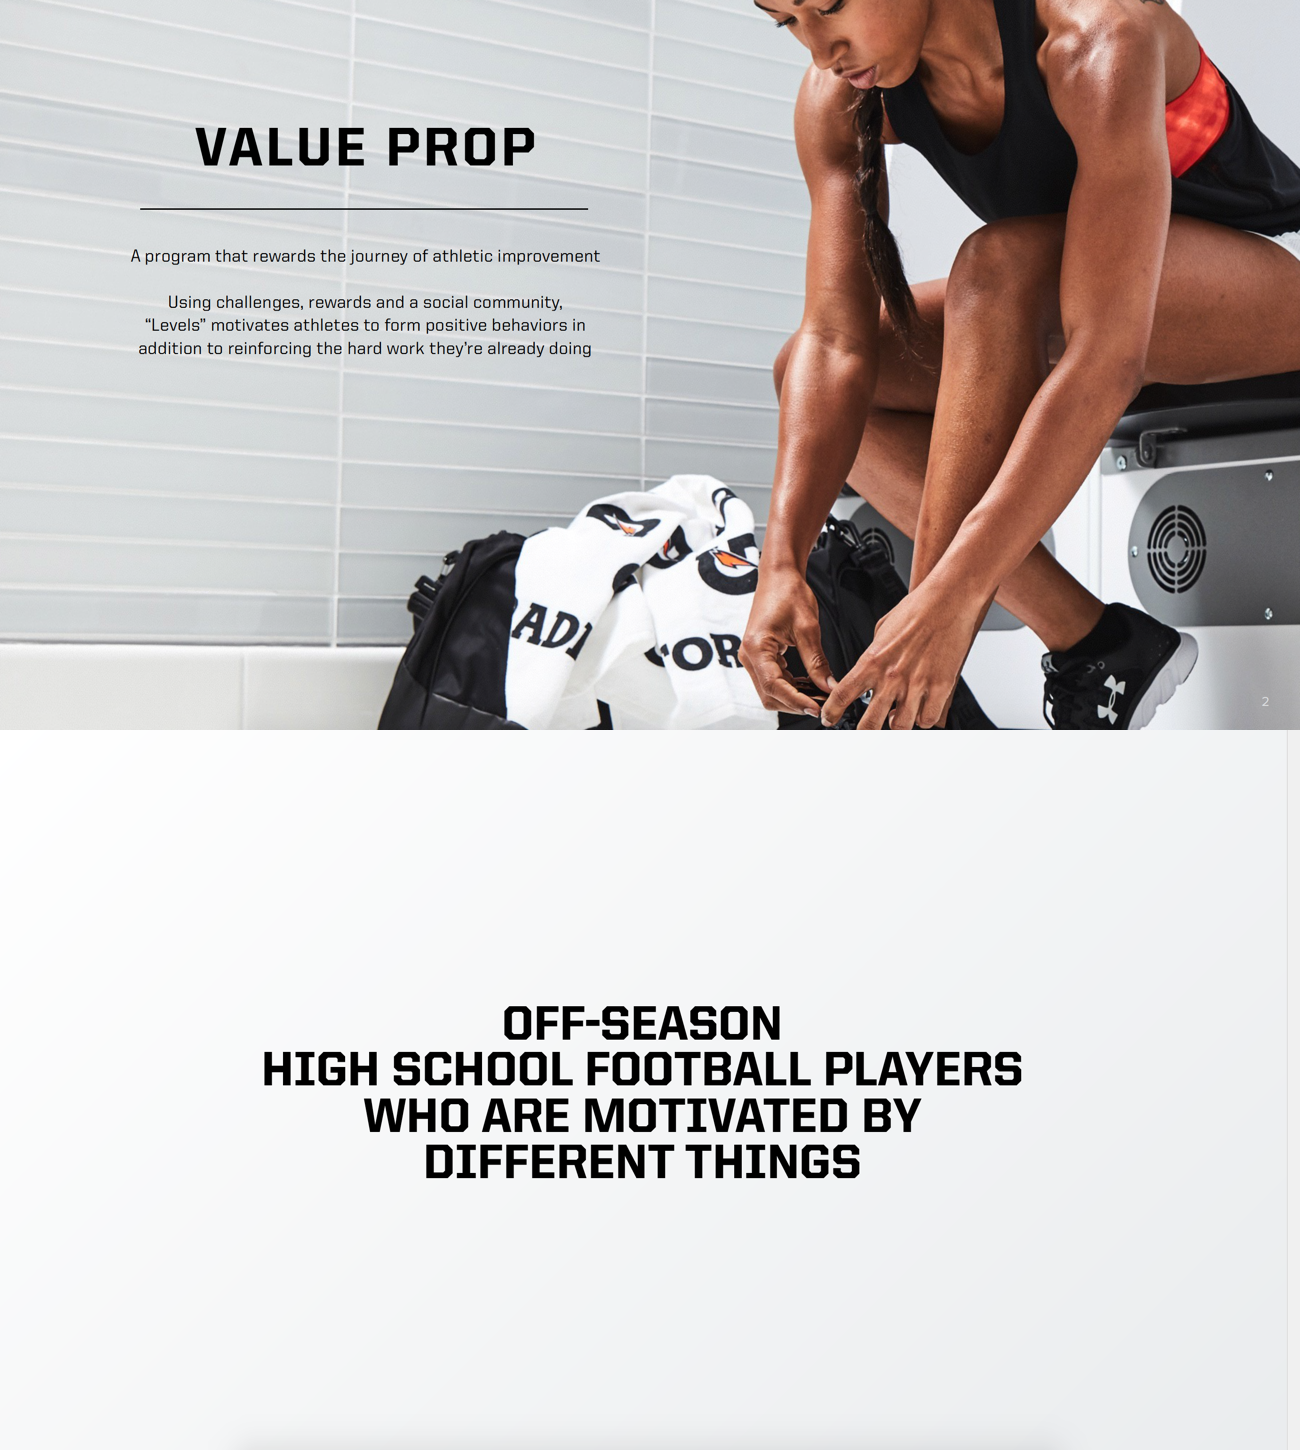 VALUE PROP
A program that rewards the journey of athletic improvement
Using challenges, rewards and a social community,
“Levels” motivates athletes to form positive behaviors in
addition to reinforcing the hard work they’re already doing
2
OFF-SEASON
HIGH SCHOOL FOOTBALL PLAYERS
WHO ARE MOTIVATED BY
DIFFERENT THINGS